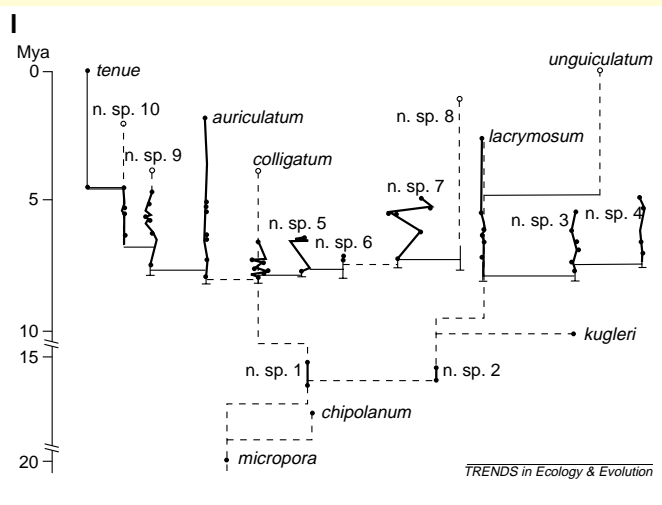 I
Mya
0
tenue
unguiculatum
n. sp. 10
auriculatum
n. sp. 8
lacrymosum
n. sp. 9
colligatum
n. sp. 7
5
n. sp. 5
n. sp. 6
n. sp. 3
n. sp. 4
10
kugleri
15
n. sp. 1
n. sp. 2
chipolanum
micropora
20
TRENDS in Ecology & Evolution